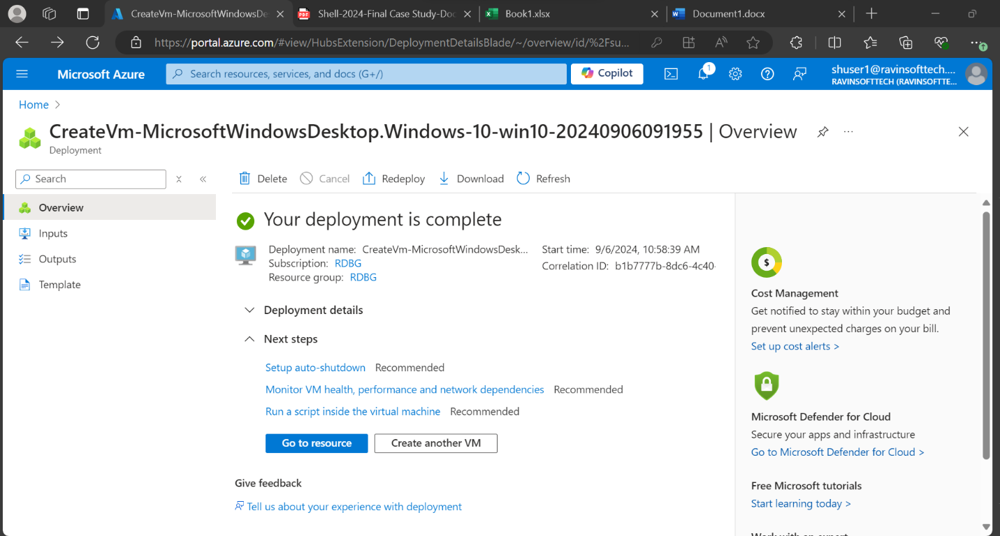 CreateVm-MicrosoftWindowsDe
Shell-2024-Final Case Study-Doc
Book1.xlsx
Document1.docx
https://portal.azure.com/#view/HubsExtension/DeploymentDetailsBlade/~/overview/id/%2Fsu...
Microsoft Azure
Search resources, services, and docs (G+/)
Copilot
1
shuser1@ravinsofttech....
RAVINSOFTTECH (RAVINSOFTTE...
Home >
CreateVm-MicrosoftWindowsDesktop.Windows-10-win10-20240906091955 | Overview
Deployment
Search
Delete
Cancel
Redeploy
Download
Refresh
Overview
Inputs
Outputs
Template
Your deployment is complete
Deployment name: CreateVm-MicrosoftWindowsDesk...
Subscription: RDBG
Resource group: RDBG
Start time: 9/6/2024, 10:58:39 AM
Correlation ID: b1b7777b-8dc6-4c40-
Deployment details
Next steps
Setup auto-shutdown Recommended
Monitor VM health, performance and network dependencies Recommended
Run a script inside the virtual machine Recommended
Go to resource
Create another VM
Give feedback
Tell us about your experience with deployment
$
Cost Management
Get notified to stay within your budget and
prevent unexpected charges on your bill.
Set up cost alerts >
Microsoft Defender for Cloud
Secure your apps and infrastructure
Go to Microsoft Defender for Cloud >
Free Microsoft tutorials
Start learning today >
Work with an expert